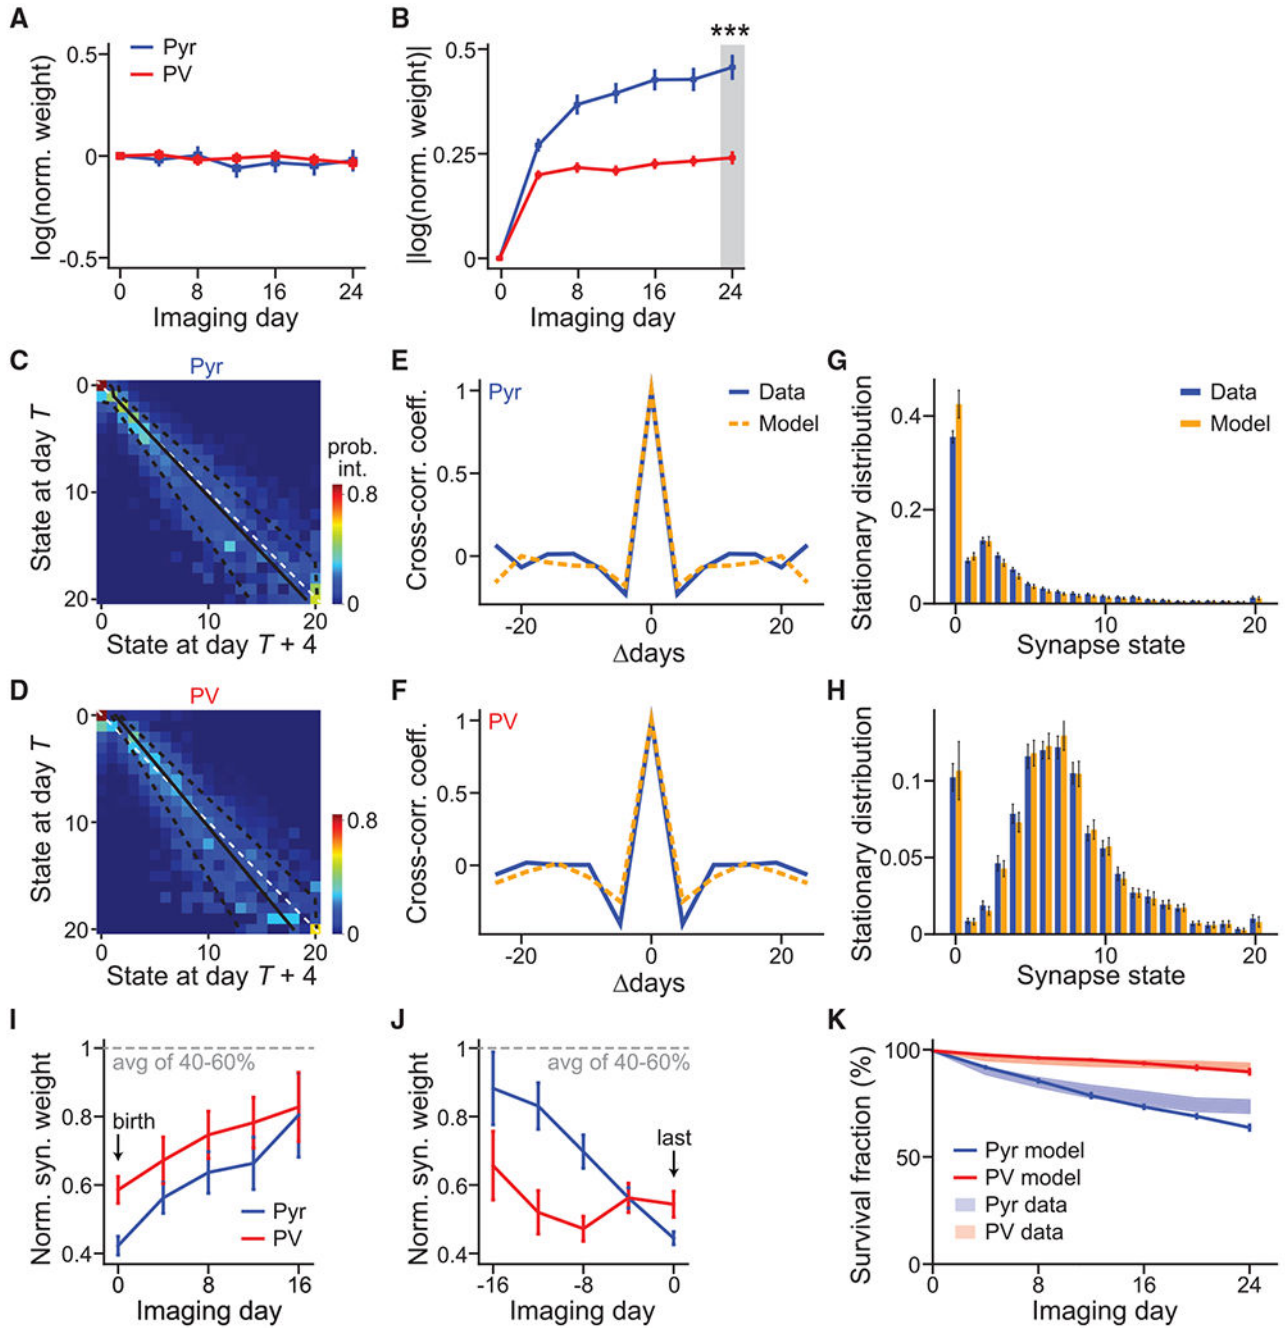 A
log(norm. weight)
0.5
0
-0.5
Pyr
PV
0 8 16 24
Imaging day
B
|log(norm. weight)|
0.5
0.25
0
***
0 8 16 24
Imaging day
C
Pyr
State at day T
0
10
20
0 10 20
State at day T + 4
prob.
int.
0.8
0
E
Pyr
Cross-corr. coeff.
1
0.5
0
Data
Model
-20 0 20
Δdays
G
Stationary distribution
0.4
0.2
0
Data
Model
0 10 20
Synapse state
D
PV
State at day T
0
10
20
0 10 20
State at day T + 4
0.8
0
F
PV
Cross-corr. coeff.
1
0.5
0
-20 0 20
Δdays
H
Stationary distribution
0.1
0.05
0
0 10 20
Synapse state
I
Norm. syn. weight
1
0.8
0.6
0.4
avg of 40-60%
birth
Pyr
PV
0 8 16
Imaging day
J
Norm. syn. weight
1
0.8
0.6
0.4
avg of 40-60%
last
-16 -8 0
Imaging day
K
Survival fraction (%)
100
50
0
Pyr model
PV model
Pyr data
PV data
0 8 16 24
Imaging day